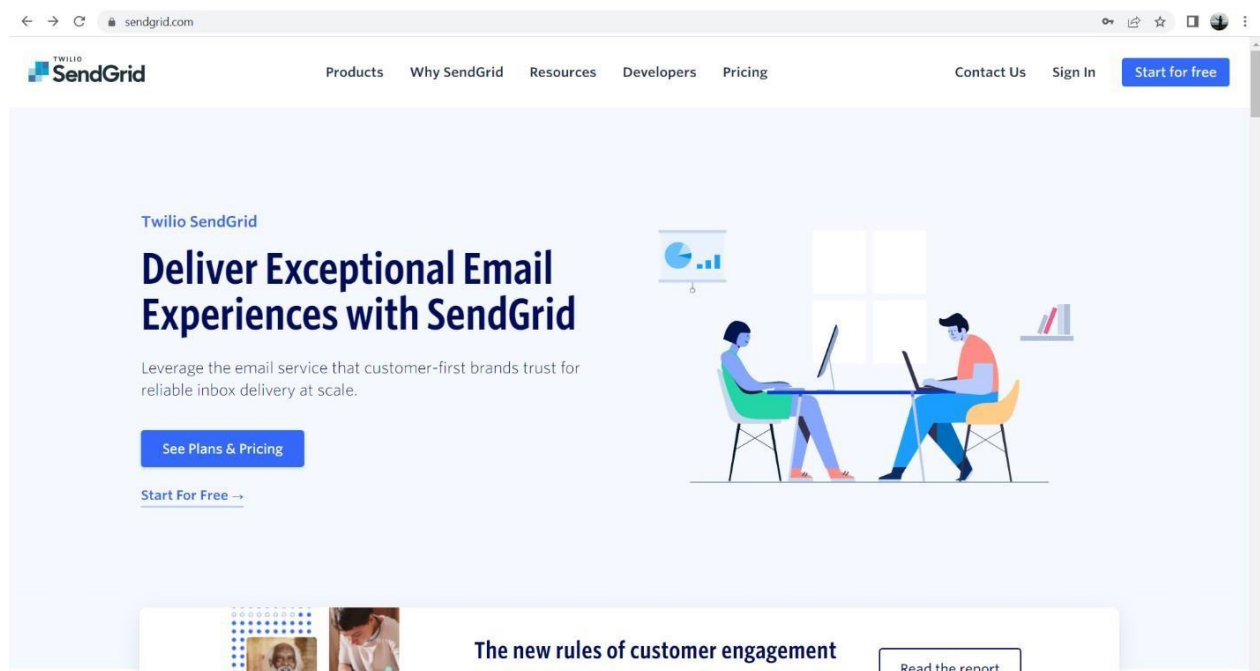 sendgrid.com
TWILIO
SendGrid
Products
Why SendGrid
Resources
Developers
Pricing
Contact Us
Sign In
Start for free
Twilio SendGrid
Deliver Exceptional Email
Experiences with SendGrid
Leverage the email service that customer-first brands trust for
reliable inbox delivery at scale.
See Plans & Pricing
Start For Free →
The new rules of customer engagement
Read the report